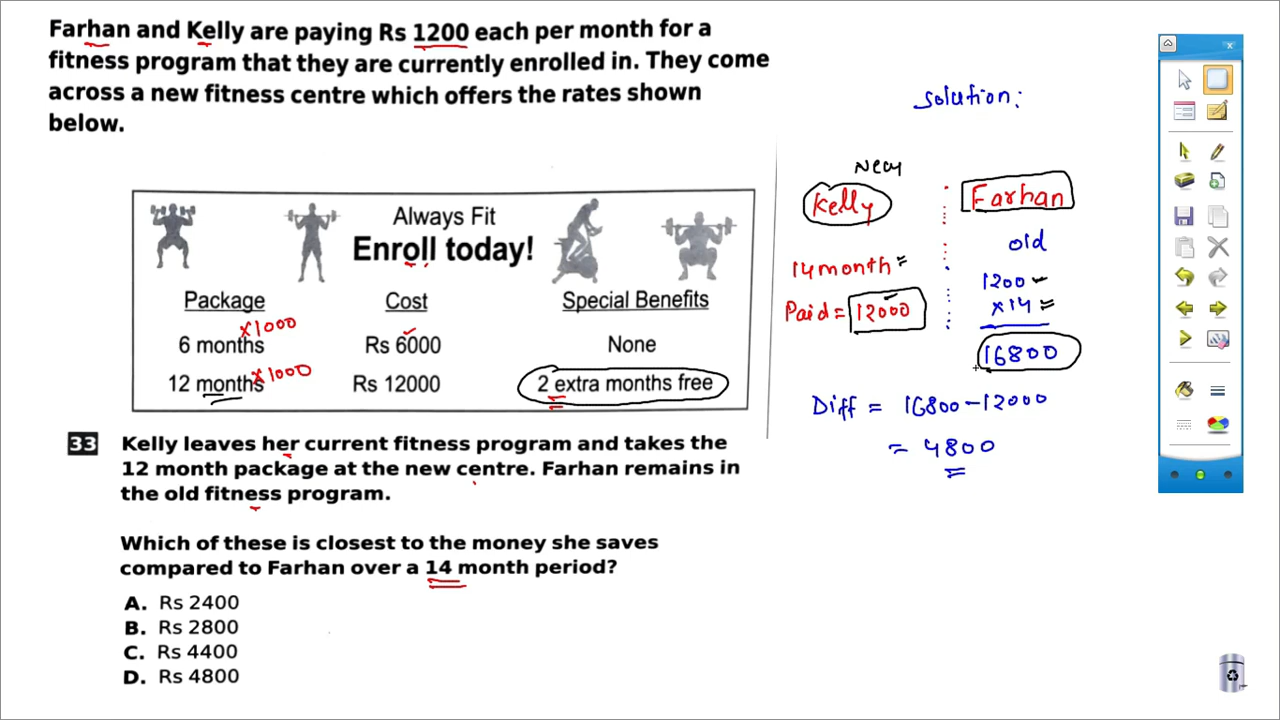 Farhan and Kelly are paying Rs 1200 each per month for a
fitness program that they are currently enrolled in. They come
across a new fitness centre which offers the rates shown
below.
Always Fit
Enroll today!
Package Cost Special Benefits
×1000
6 months Rs 6000 None
12 months ×1000 Rs 12000 2 extra months free
33 Kelly leaves her current fitness program and takes the
12 month package at the new centre. Farhan remains in
the old fitness program.
Which of these is closest to the money she saves
compared to Farhan over a 14 month period?
A. Rs 2400
B. Rs 2800
C. Rs 4400
D. Rs 4800
Solution:
New
Kelly
14 month =
Paid = 12000
Farhan
old
1200
×14 =
16800
Diff = 16800-12000
= 4800